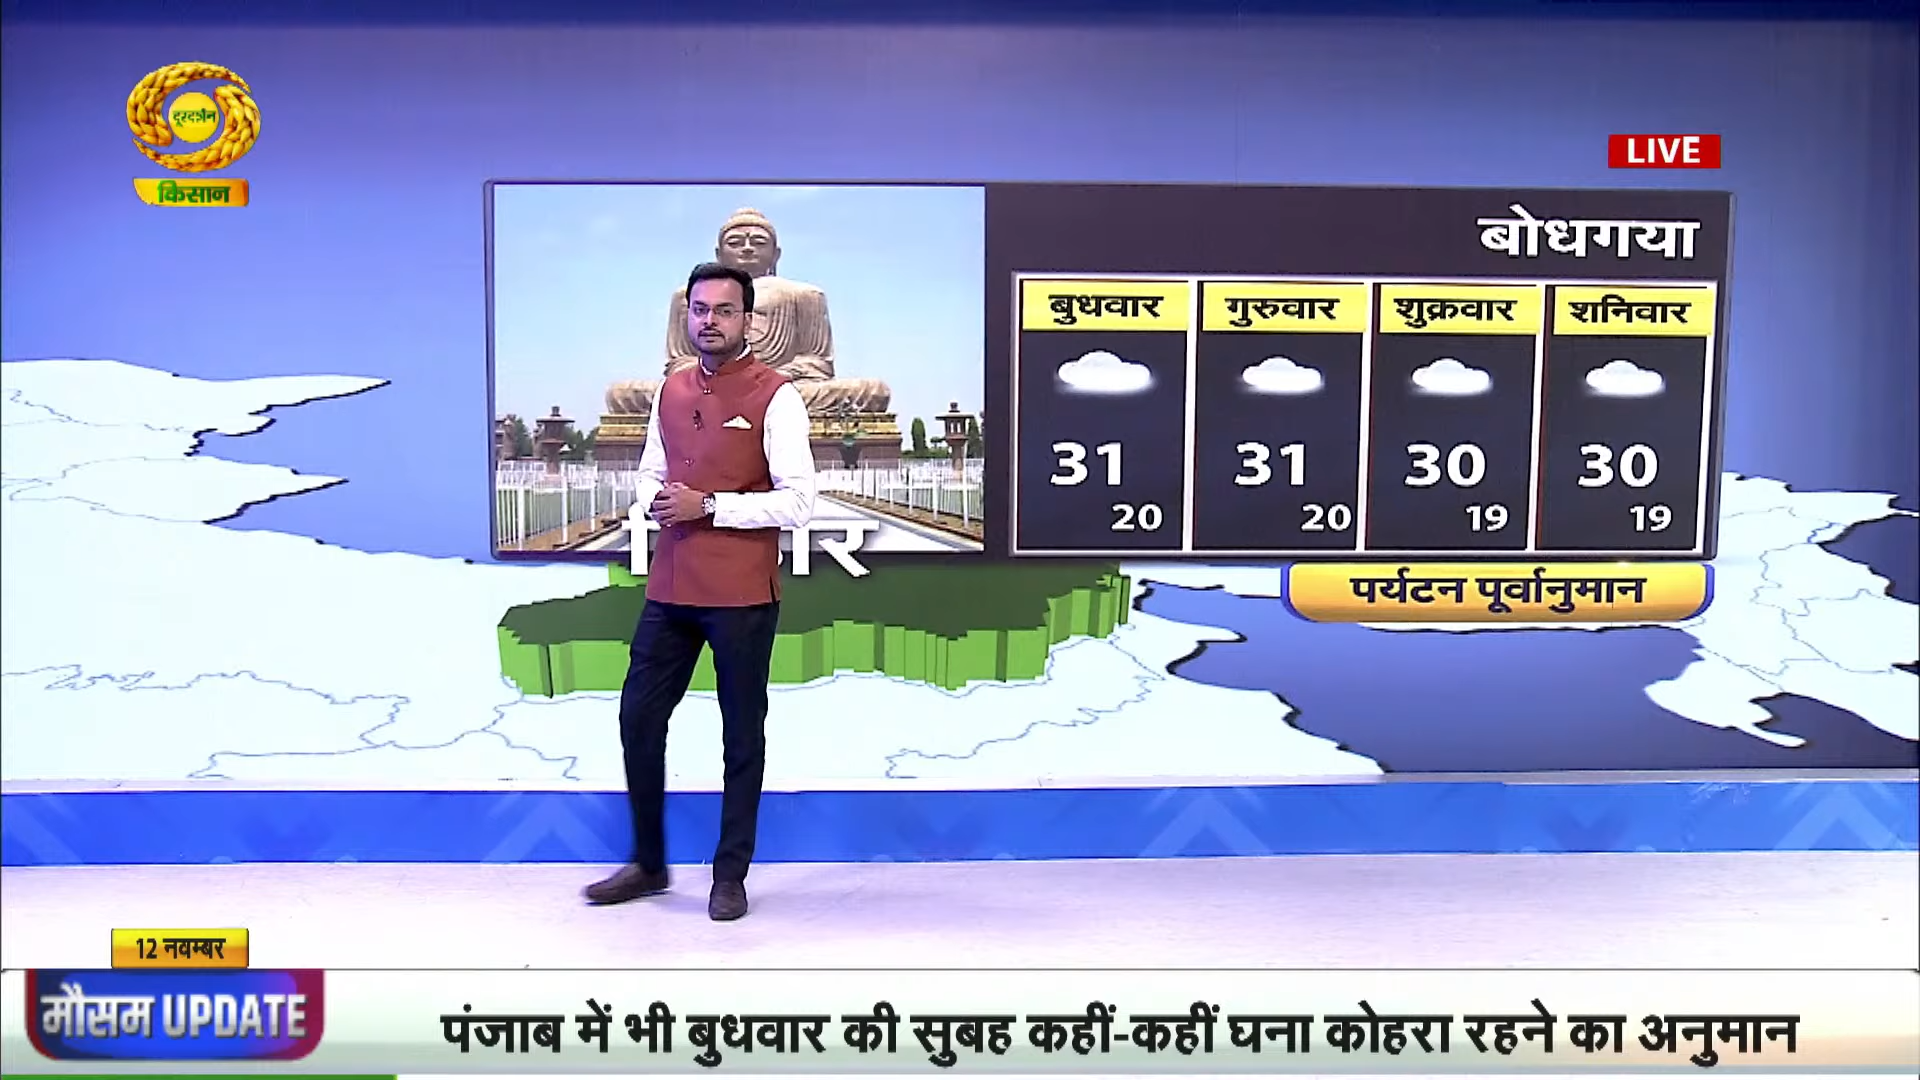 दूरदर्शन
किसान
LIVE
बोधगया
बुधवार गुरुवार शुक्रवार शनिवार
31 31 30 30
20 20 19 19
पर्यटन पूर्वानुमान
12 नवम्बर
मौसम UPDATE
पंजाब में भी बुधवार की सुबह कहीं-कहीं घना कोहरा रहने का अनुमान